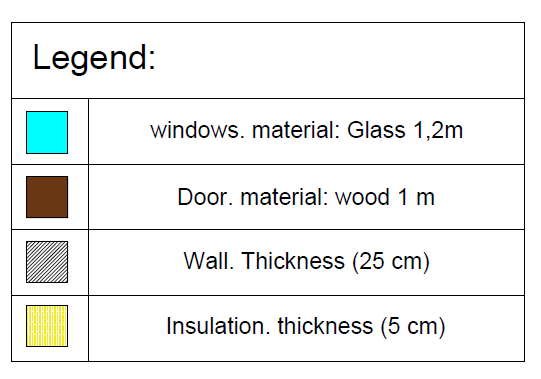 Legend:
windows. material: Glass 1,2m
Door. material: wood 1 m
Wall. Thickness (25 cm)
Insulation. thickness (5 cm)